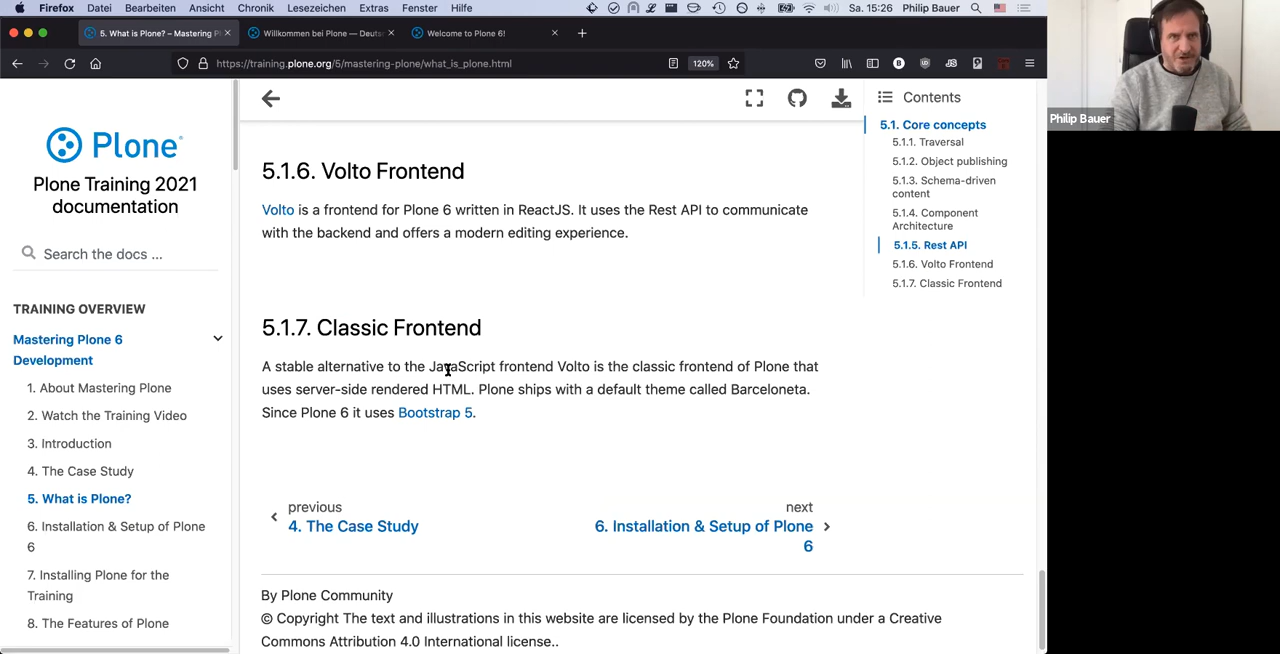 Firefox Datei Bearbeiten Ansicht Chronik Lesezeichen Extras Fenster Hilfe Sa. 15:26 Philip Bauer
5. What is Plone? – Mastering P
Willkommen bei Plone — Deuts
Welcome to Plone 6!
https://training.plone.org/5/mastering-plone/what_is_plone.html 120%
Philip Bauer
Plone
Plone Training 2021
documentation
Search the docs ...
TRAINING OVERVIEW
Mastering Plone 6
Development
1. About Mastering Plone
2. Watch the Training Video
3. Introduction
4. The Case Study
5. What is Plone?
6. Installation & Setup of Plone
6
7. Installing Plone for the
Training
8. The Features of Plone
5.1.6. Volto Frontend
Volto is a frontend for Plone 6 written in ReactJS. It uses the Rest API to communicate
with the backend and offers a modern editing experience.
5.1.7. Classic Frontend
A stable alternative to the JavaScript frontend Volto is the classic frontend of Plone that
uses server-side rendered HTML. Plone ships with a default theme called Barceloneta.
Since Plone 6 it uses Bootstrap 5.
previous
4. The Case Study
next
6. Installation & Setup of Plone
6
By Plone Community
© Copyright The text and illustrations in this website are licensed by the Plone Foundation under a Creative
Commons Attribution 4.0 International license..
Contents
5.1. Core concepts
5.1.1. Traversal
5.1.2. Object publishing
5.1.3. Schema-driven
content
5.1.4. Component
Architecture
5.1.5. Rest API
5.1.6. Volto Frontend
5.1.7. Classic Frontend